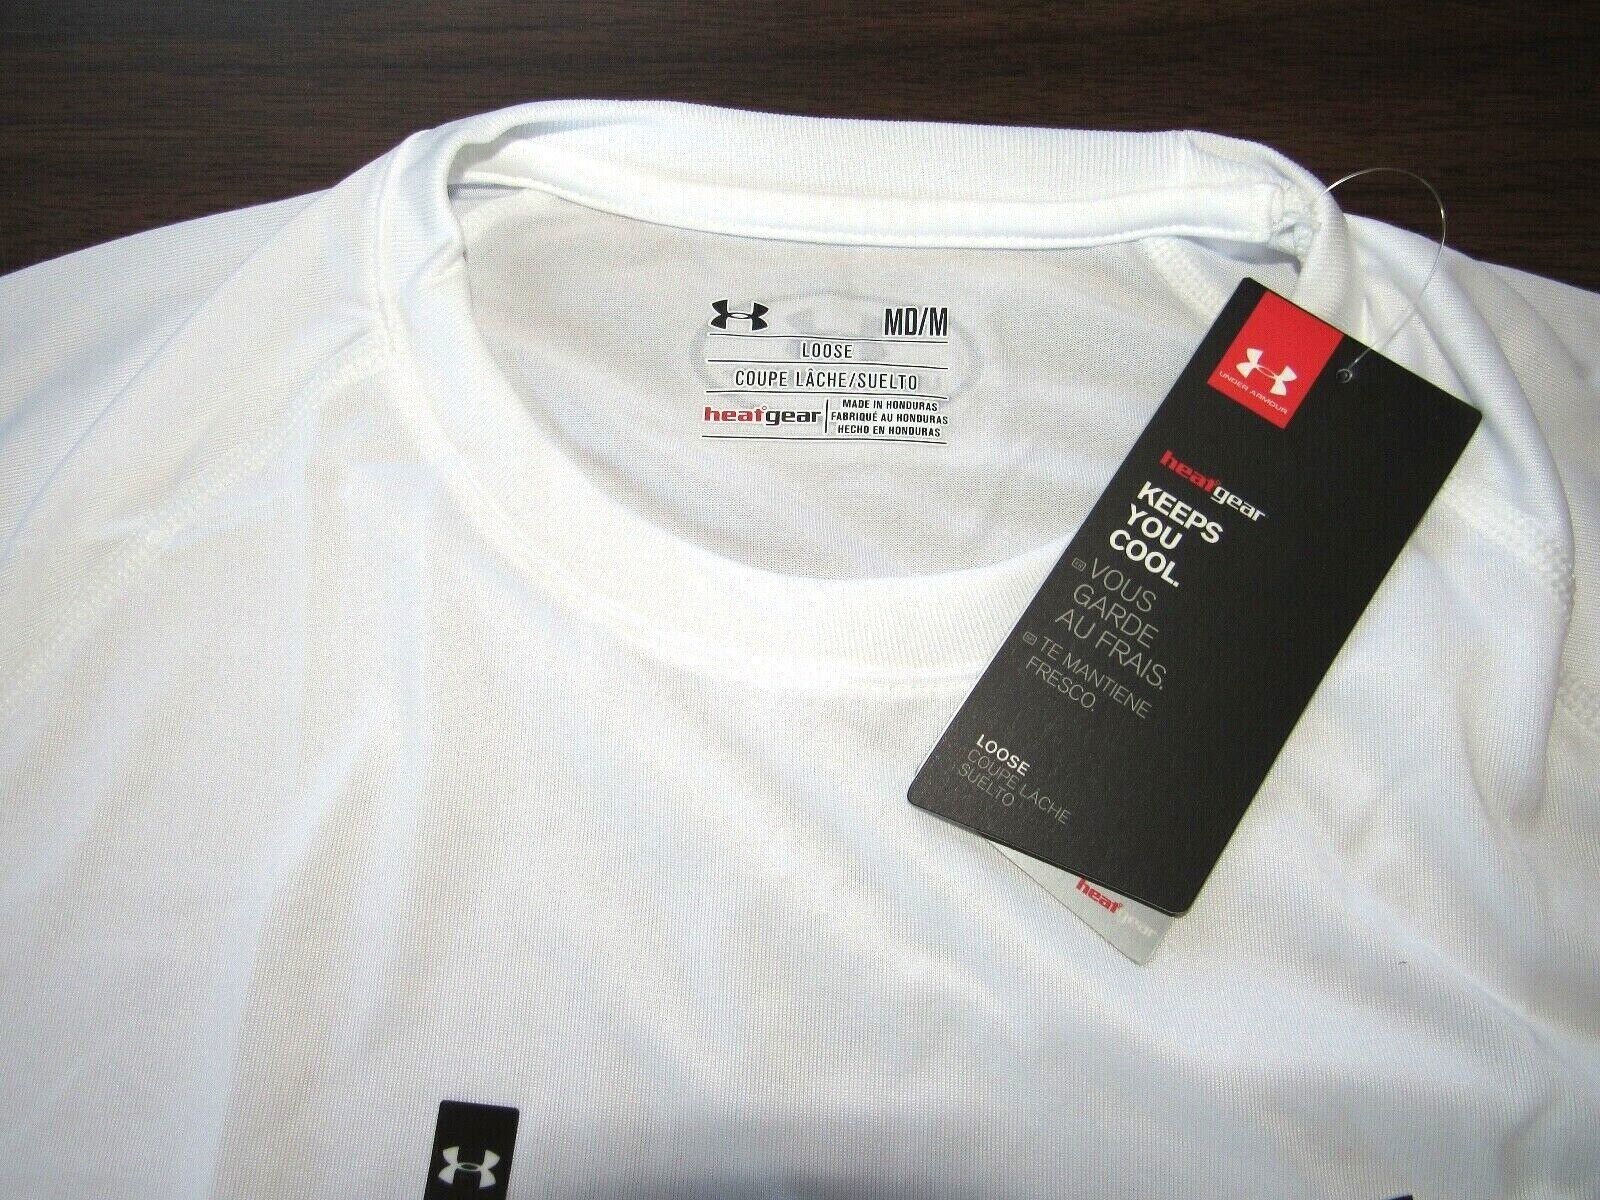 MD/M
LOOSE
COUPE LÂCHE/SUELTO
heatgear
MADE IN HONDURAS
FABRIQUÉ AU HONDURAS
HECHO EN HONDURAS
UNDER ARMOUR
heatgear
KEEPS
YOU
COOL.
VOUS
GARDE
AU FRAIS.
TE MANTIENE
FRESCO.
LOOSE
COUPE LACHE
SUELTO
heatgear